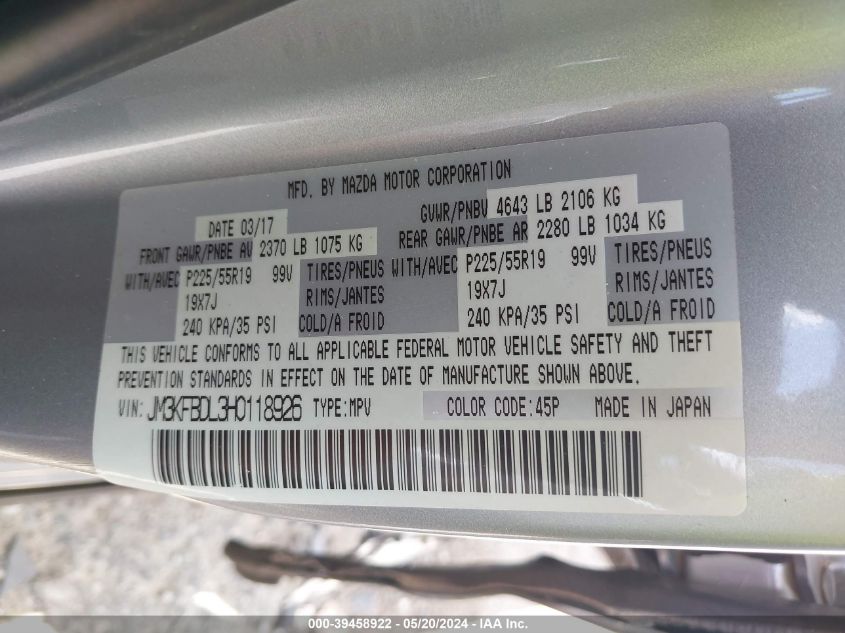 MFD. BY MAZDA MOTOR CORPORATION
DATE 03/17 GVWR/PNBV 4643 LB 2106 KG
FRONT GAWR/PNBE AV 2370 LB 1075 KG REAR GAWR/PNBE AR 2280 LB 1034 KG
WITH/AVEC P225/55R19 99V TIRES/PNEUS WITH/AVEC P225/55R19 99V TIRES/PNEUS
19X7J RIMS/JANTES 19X7J RIMS/JANTES
240 KPA/35 PSI COLD/A FROID 240 KPA/35 PSI COLD/A FROID
THIS VEHICLE CONFORMS TO ALL APPLICABLE FEDERAL MOTOR VEHICLE SAFETY AND THEFT
PREVENTION STANDARDS IN EFFECT ON THE DATE OF MANUFACTURE SHOWN ABOVE.
VIN: JM3KFBDL3H0118926 TYPE:MPV COLOR CODE:45P MADE IN JAPAN
000-39458922 - 05/20/2024 - Copyright © 2024 IAA, Inc.